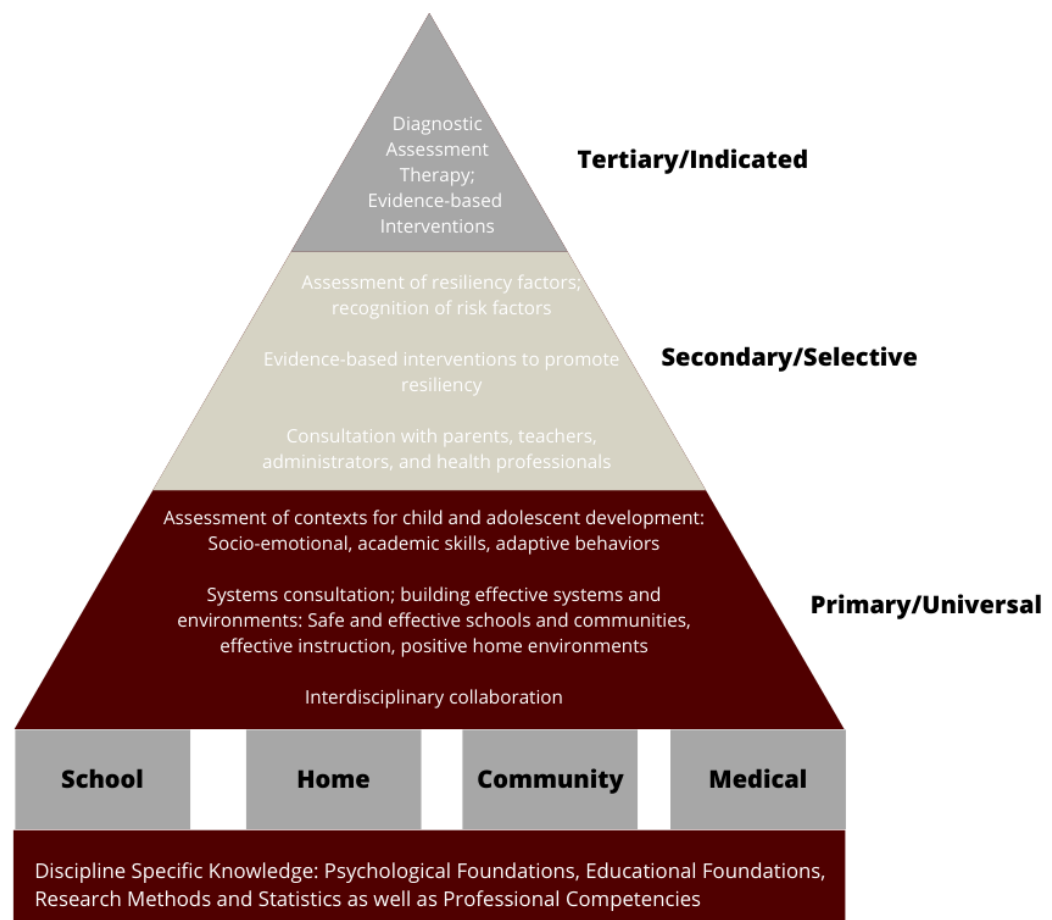 Diagnostic
Assessment
Therapy;
Evidence-based
Interventions
Tertiary/Indicated
Assessment of resiliency factors;
recognition of risk factors
Evidence-based interventions to promote
resiliency
Consultation with parents, teachers,
administrators, and health professionals
Secondary/Selective
Assessment of contexts for child and adolescent development:
Socio-emotional, academic skills, adaptive behaviors
Systems consultation; building effective systems and
environments: Safe and effective schools and communities,
effective instruction, positive home environments
Interdisciplinary collaboration
Primary/Universal
School
Home
Community
Medical
Discipline Specific Knowledge: Psychological Foundations, Educational Foundations,
Research Methods and Statistics as well as Professional Competencies